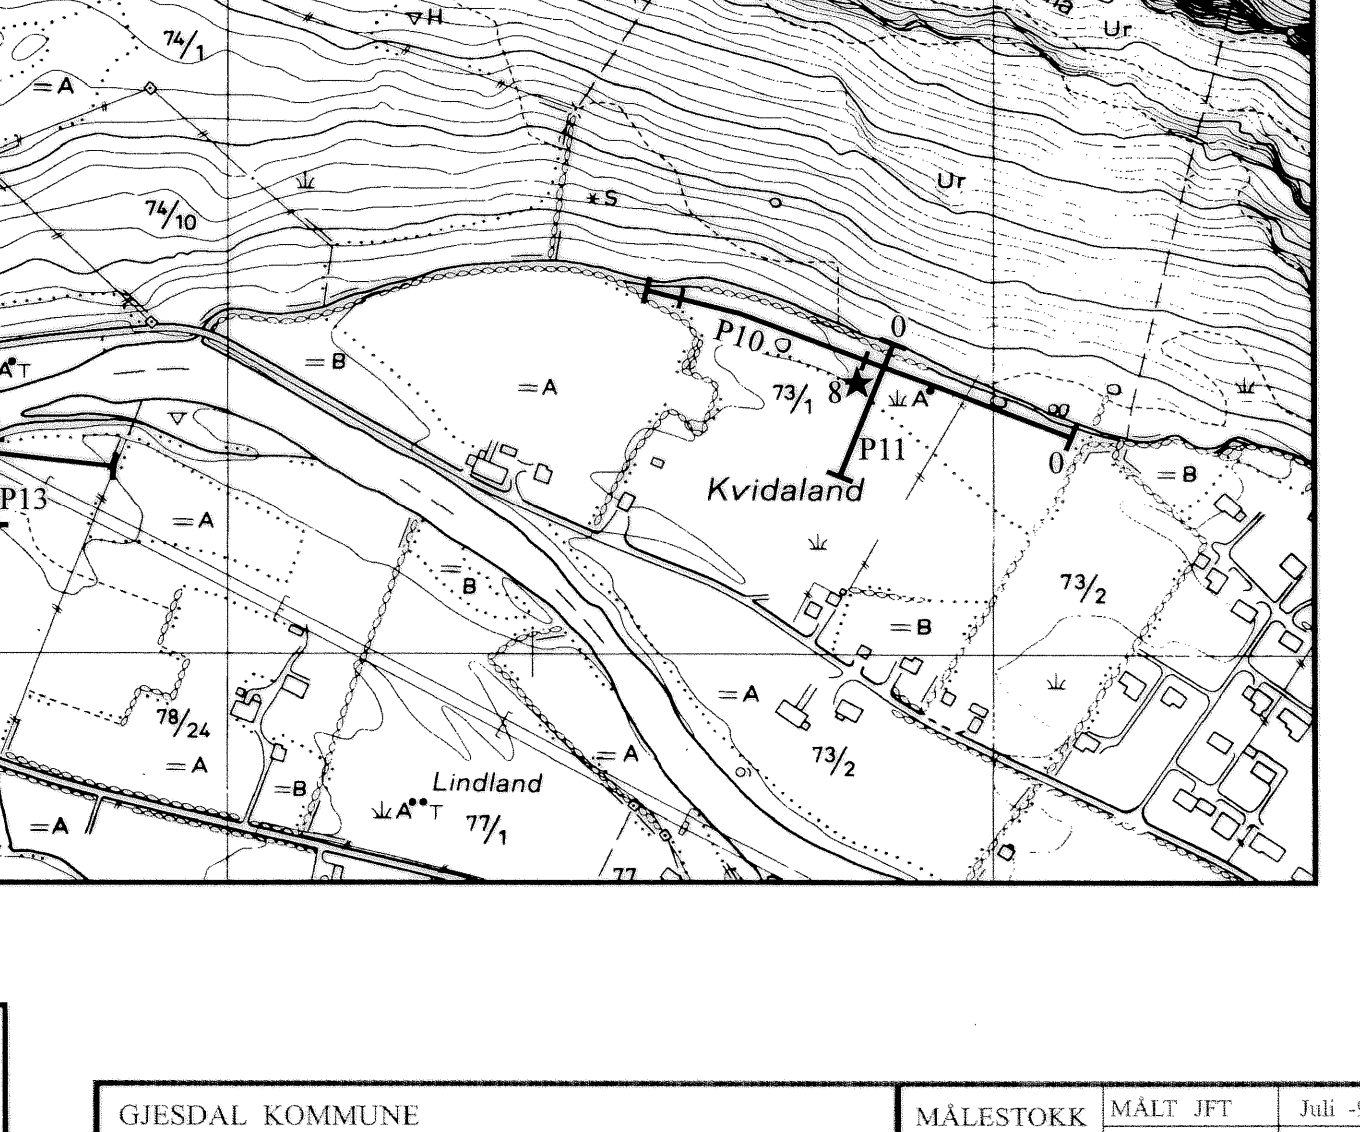 H
Ur
74/1
=A
Ur
S
74/10
P10
0
=B
AT
=A
73/1
8
A
P11
0
Kvidaland
=B
P13
=A
=B
73/2
=B
=A
78/24
=A
73/2
=A
=B
Lindland
A T
77/1
=A
77
GJESDAL KOMMUNE
MÅLESTOKK
MÅLT JFT
Juli